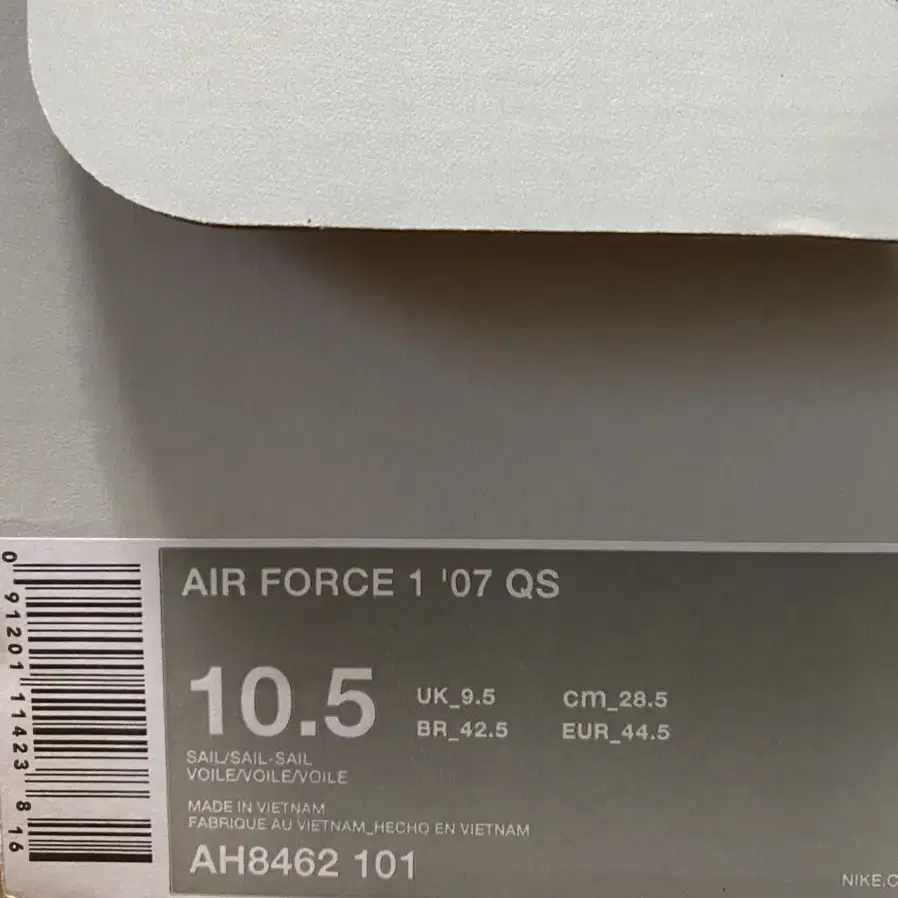 AIR FORCE 1 '07 QS
10.5
UK_9.5
cm_28.5
BR_42.5
EUR_44.5
SAIL/SAIL-SAIL
VOILE/VOILE/VOILE
MADE IN VIETNAM
FABRIQUE AU VIETNAM_HECHO EN VIETNAM
AH8462 101
NIKE.C
0 91201 11423 8 16